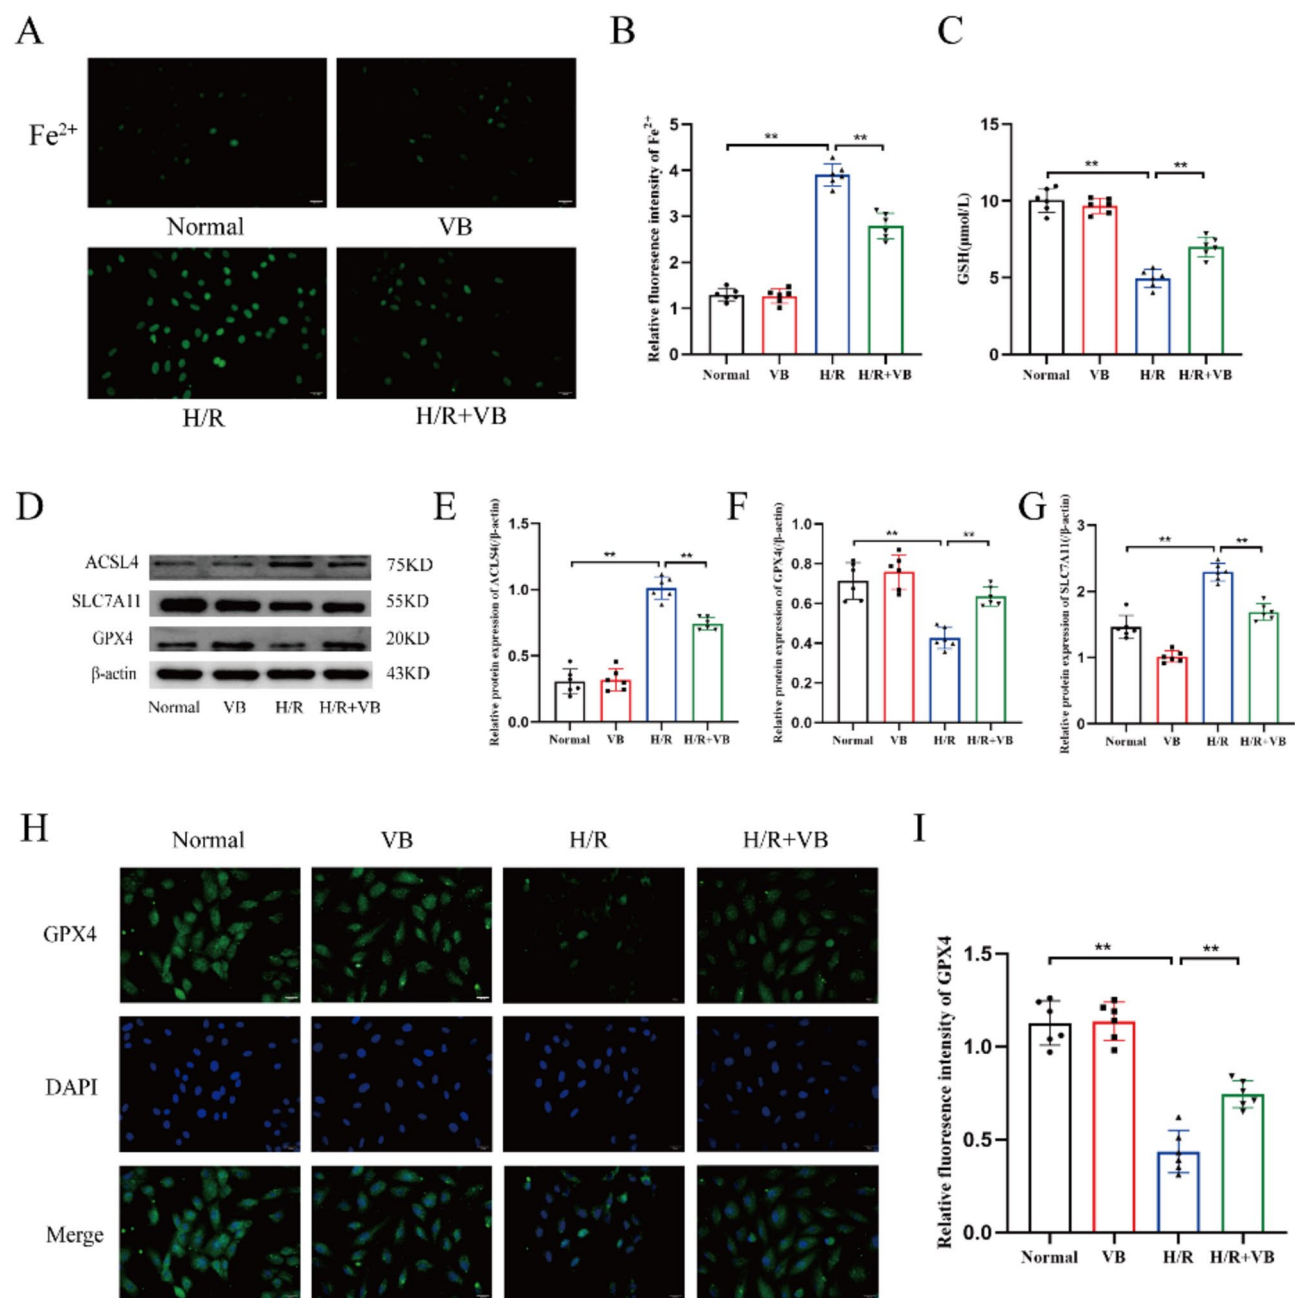 A
Fe²⁺
Normal
VB
H/R
H/R+VB
B
Relative fluoresence intensity of Fe²⁺
5
4
3
2
1
0
**
**
Normal
VB
H/R
H/R+VB
C
GSH(μmol/L)
15
10
5
0
**
**
Normal
VB
H/R
H/R+VB
D
ACSL4
75KD
SLC7A11
55KD
GPX4
20KD
β-actin
43KD
Normal
VB
H/R
H/R+VB
E
Relative protein expression of ACLS4(/β-actin)
1.5
1.0
0.5
0.0
**
**
Normal
VB
H/R
H/R+VB
F
Relative protein expression of GPX4(/β-actin)
1.0
0.8
0.6
0.4
0.2
0.0
**
**
Normal
VB
H/R
H/R+VB
G
Relative protein expression of SLC7A11(/β-actin)
3
2
1
0
**
**
Normal
VB
H/R
H/R+VB
H
Normal
VB
H/R
H/R+VB
GPX4
DAPI
Merge
I
Relative fluoresence intensity of GPX4
1.5
1.0
0.5
0.0
**
**
Normal
VB
H/R
H/R+VB